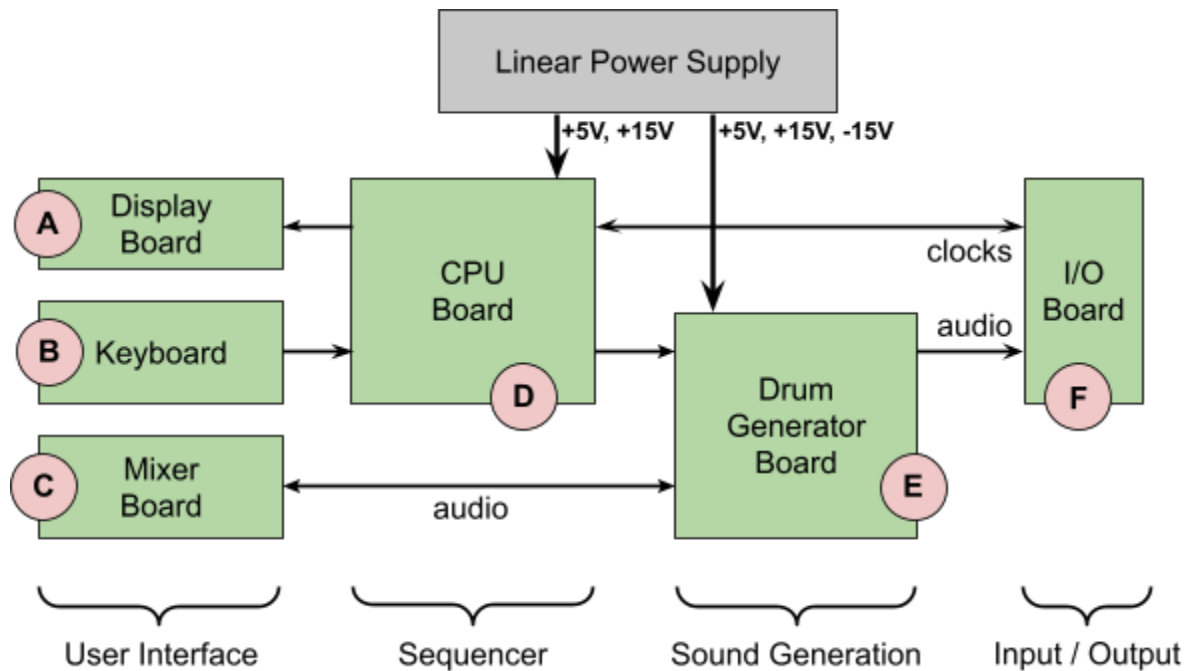 Linear Power Supply
+5V, +15V
+5V, +15V, -15V
A
Display
Board
CPU
Board
clocks
I/O
Board
B
Keyboard
audio
D
F
Drum
Generator
Board
C
Mixer
Board
audio
E
User Interface
Sequencer
Sound Generation
Input / Output